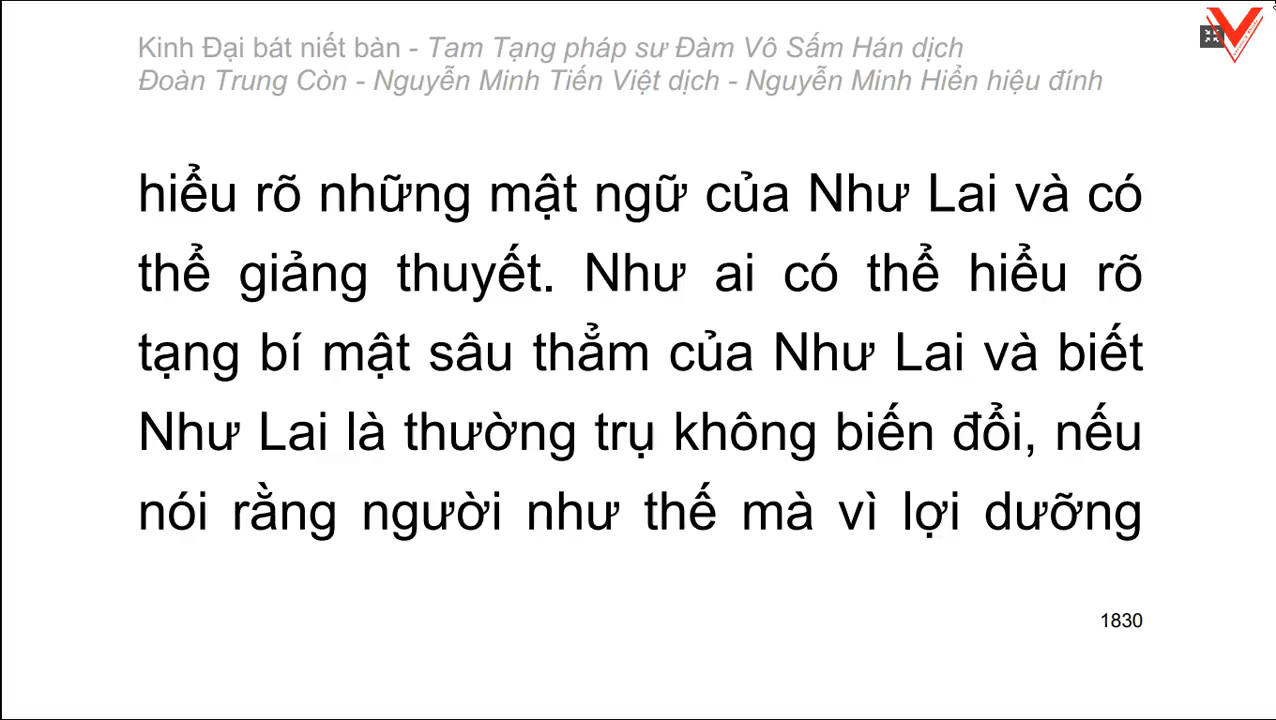 Kinh Đại bát niết bàn - Tam Tạng pháp sư Đàm Vô Sấm Hán dịch
Đoàn Trung Còn - Nguyễn Minh Tiến Việt dịch - Nguyễn Minh Hiển hiệu đính
hiểu rõ những mật ngữ của Như Lai và có
thể giảng thuyết. Như ai có thể hiểu rõ
tạng bí mật sâu thẳm của Như Lai và biết
Như Lai là thường trụ không biến đổi, nếu
nói rằng người như thế mà vì lợi dưỡng
1830